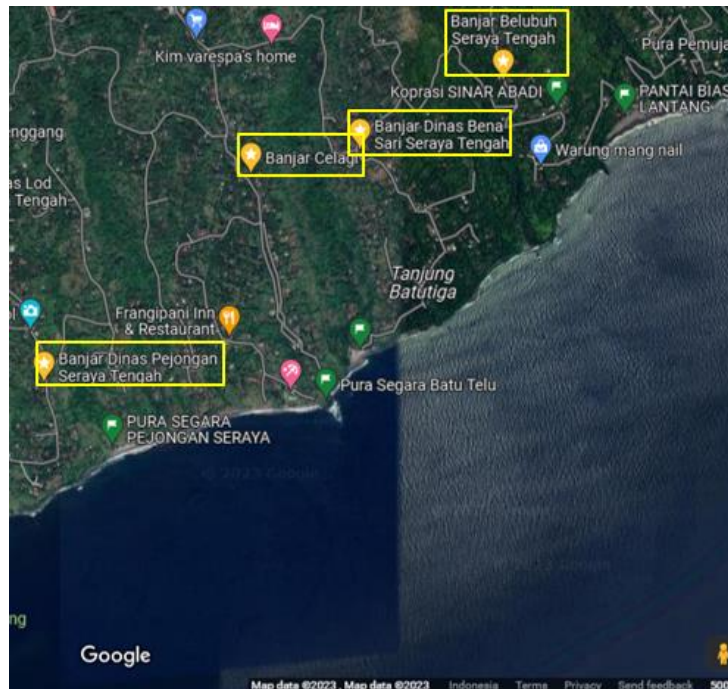 Banjar Belubuh
Seraya Tengah
Pura Pemuja
Kim varespa's home
Koprasi SINAR ABADI
PANTAI BIAS
LANTANG
enggang
Banjar Dinas Bena
Sari Seraya Tengah
Banjar Celagi
Warung mang nail
as Lod
Tengah
Tanjung
Batutiga
Frangipani Inn
& Restaurant
Banjar Dinas Pejongan
Seraya Tengah
Pura Segara Batu Telu
PURA SEGARA
PEJONGAN SERAYA
© 2023 Google
ng
Google
Map data ©2023 , Map data ©2023 Indonesia Terms Privacy Send feedback 500